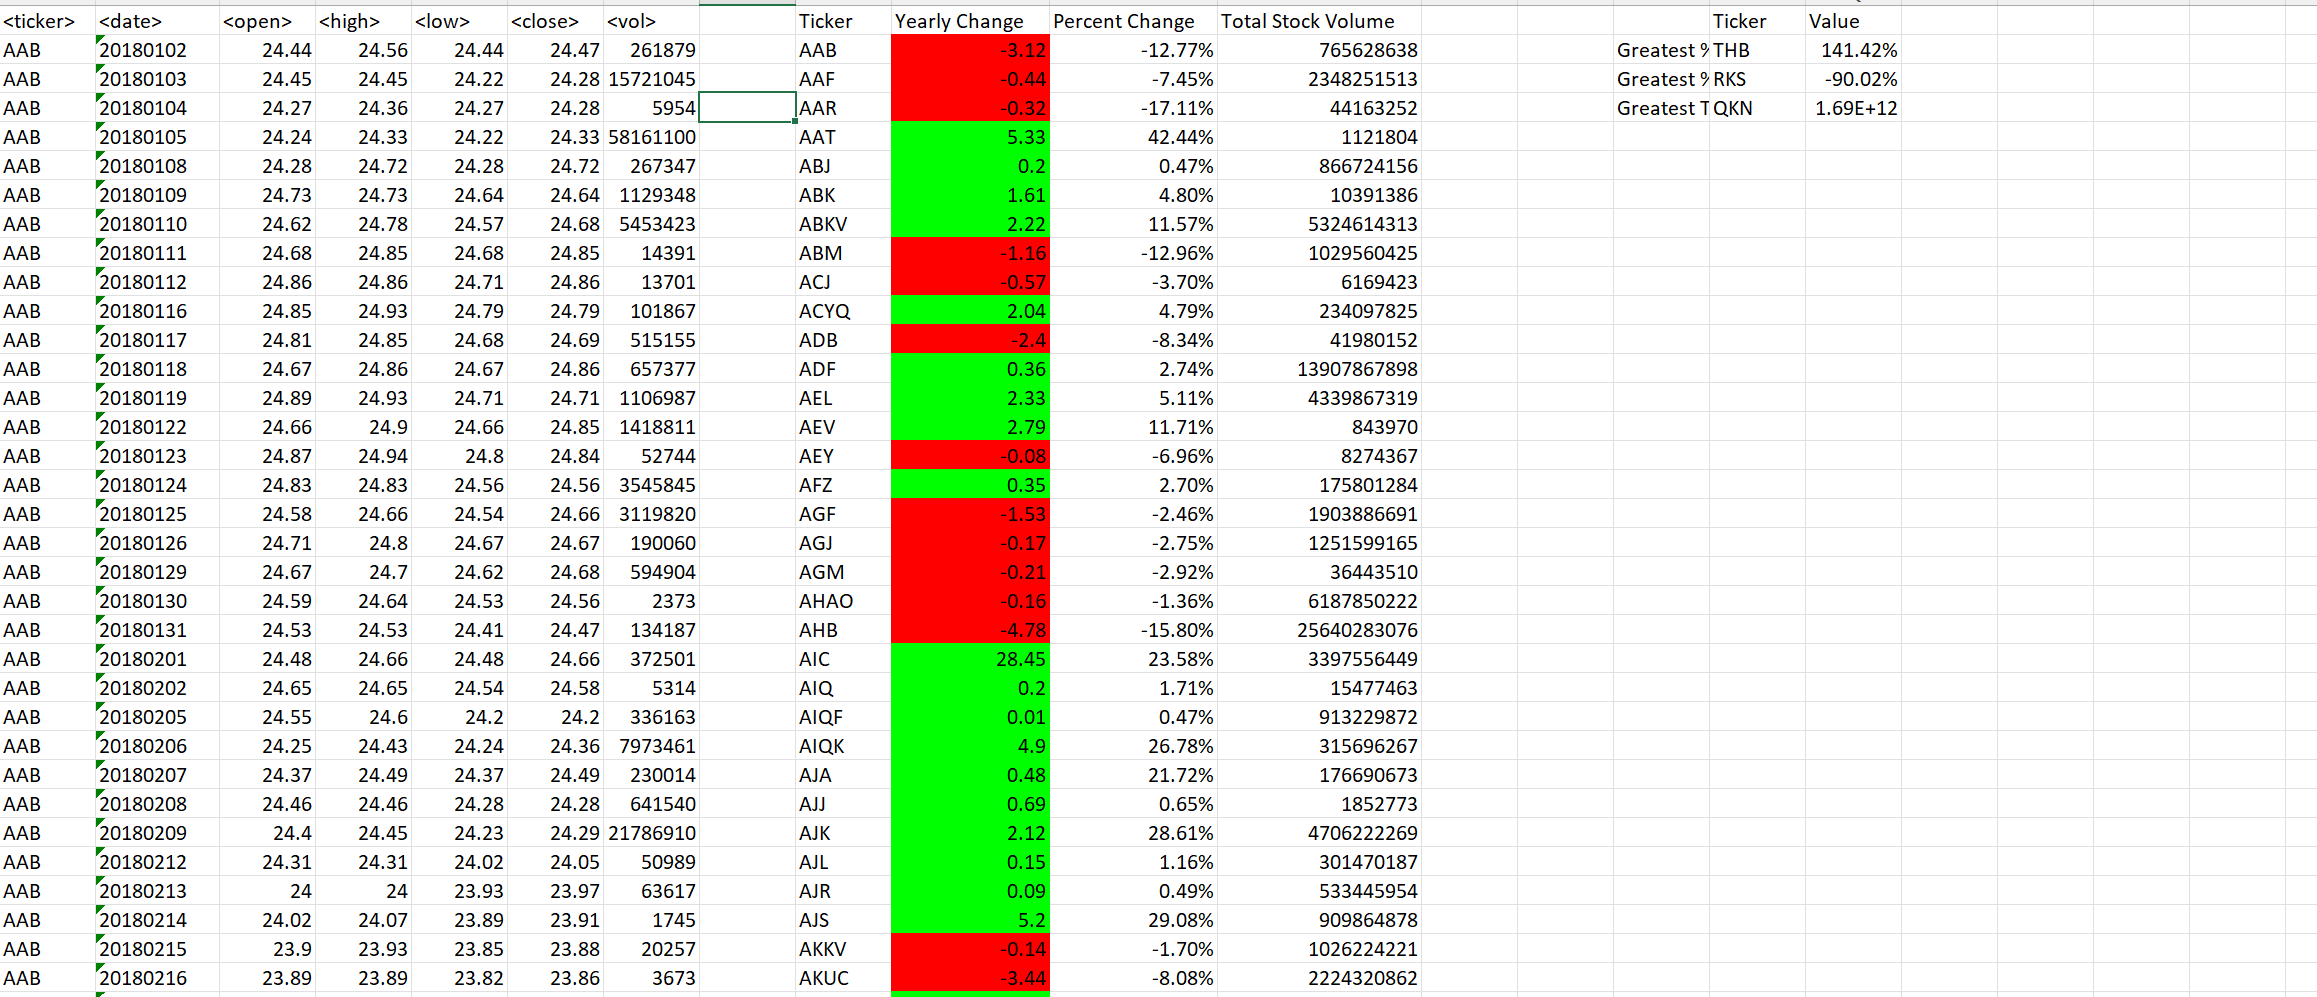 <ticker> <date> <open> <high> <low> <close> <vol> Ticker Yearly Change Percent Change Total Stock Volume Ticker Value
AAB 20180102 24.44 24.56 24.44 24.47 261879 AAB -3.12 -12.77% 765628638 Greatest % THB 141.42%
AAB 20180103 24.45 24.45 24.22 24.28 15721045 AAF -0.44 -7.45% 2348251513 Greatest % RKS -90.02%
AAB 20180104 24.27 24.36 24.27 24.28 5954 AAR -0.32 -17.11% 44163252 Greatest T QKN 1.69E+12
AAB 20180105 24.24 24.33 24.22 24.33 58161100 AAT 5.33 42.44% 1121804
AAB 20180108 24.28 24.72 24.28 24.72 267347 ABJ 0.2 0.47% 866724156
AAB 20180109 24.73 24.73 24.64 24.64 1129348 ABK 1.61 4.80% 10391386
AAB 20180110 24.62 24.78 24.57 24.68 5453423 ABKV 2.22 11.57% 5324614313
AAB 20180111 24.68 24.85 24.68 24.85 14391 ABM -1.16 -12.96% 1029560425
AAB 20180112 24.86 24.86 24.71 24.86 13701 ACJ -0.57 -3.70% 6169423
AAB 20180116 24.85 24.93 24.79 24.79 101867 ACYQ 2.04 4.79% 234097825
AAB 20180117 24.81 24.85 24.68 24.69 515155 ADB -2.4 -8.34% 41980152
AAB 20180118 24.67 24.86 24.67 24.86 657377 ADF 0.36 2.74% 13907867898
AAB 20180119 24.89 24.93 24.71 24.71 1106987 AEL 2.33 5.11% 4339867319
AAB 20180122 24.66 24.9 24.66 24.85 1418811 AEV 2.79 11.71% 843970
AAB 20180123 24.87 24.94 24.8 24.84 52744 AEY -0.08 -6.96% 8274367
AAB 20180124 24.83 24.83 24.56 24.56 3545845 AFZ 0.35 2.70% 175801284
AAB 20180125 24.58 24.66 24.54 24.66 3119820 AGF -1.53 -2.46% 1903886691
AAB 20180126 24.71 24.8 24.67 24.67 190060 AGJ -0.17 -2.75% 1251599165
AAB 20180129 24.67 24.7 24.62 24.68 594904 AGM -0.21 -2.92% 36443510
AAB 20180130 24.59 24.64 24.53 24.56 2373 AHAO -0.16 -1.36% 6187850222
AAB 20180131 24.53 24.53 24.41 24.47 134187 AHB -4.78 -15.80% 25640283076
AAB 20180201 24.48 24.66 24.48 24.66 372501 AIC 28.45 23.58% 3397556449
AAB 20180202 24.65 24.65 24.54 24.58 5314 AIQ 0.2 1.71% 15477463
AAB 20180205 24.55 24.6 24.2 24.2 336163 AIQF 0.01 0.47% 913229872
AAB 20180206 24.25 24.43 24.24 24.36 7973461 AIQK 4.9 26.78% 315696267
AAB 20180207 24.37 24.49 24.37 24.49 230014 AJA 0.48 21.72% 176690673
AAB 20180208 24.46 24.46 24.28 24.28 641540 AJJ 0.69 0.65% 1852773
AAB 20180209 24.4 24.45 24.23 24.29 21786910 AJK 2.12 28.61% 4706222269
AAB 20180212 24.31 24.31 24.02 24.05 50989 AJL 0.15 1.16% 301470187
AAB 20180213 24 24 23.93 23.97 63617 AJR 0.09 0.49% 533445954
AAB 20180214 24.02 24.07 23.89 23.91 1745 AJS 5.2 29.08% 909864878
AAB 20180215 23.9 23.93 23.85 23.88 20257 AKKV -0.14 -1.70% 1026224221
AAB 20180216 23.89 23.89 23.82 23.86 3673 AKUC -3.44 -8.08% 2224320862